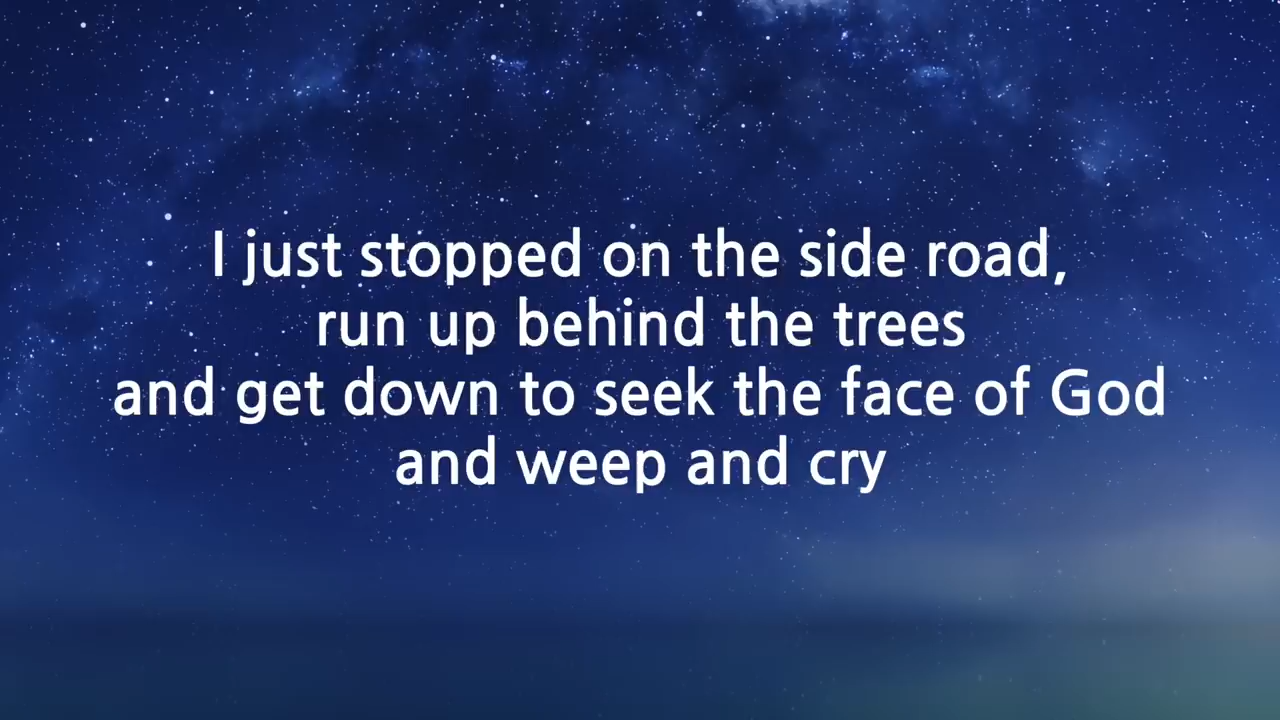 I just stopped on the side road,
run up behind the trees
and get down to seek the face of God
and weep and cry